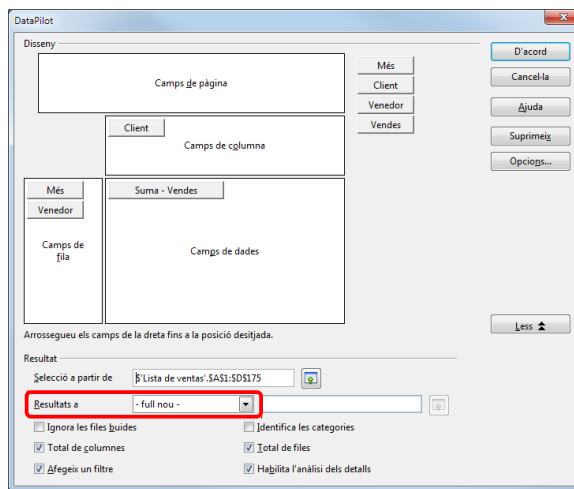 DataPilot
Disseny
Camps de pàgina
Més
Client
Venedor
Vendes
D'acord
Cancel·la
Ajuda
Suprimeix
Opcions...
Client
Camps de columna
Més
Venedor
Camps de
fila
Suma - Vendes
Camps de dades
Less
Arrossegueu els camps de la dreta fins a la posició desitjada.
Resultat
Selecció a partir de
$'Lista de ventas'.$A$1:$D$175
Resultats a
- full nou -
Ignora les files buides
Identifica les categories
Total de columnes
Total de files
Afegeix un filtre
Habilita l'anàlisi dels detalls